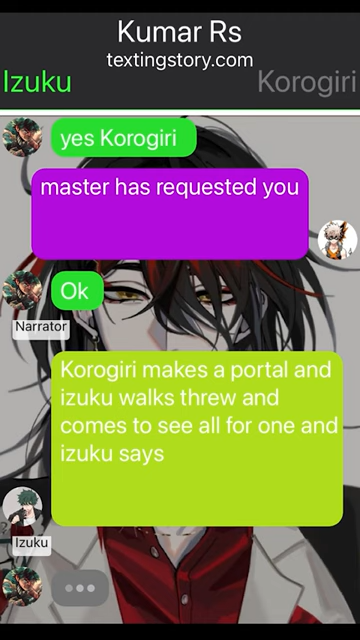 Kumar Rs
textingstory.com
Izuku
Korogiri
yes Korogiri
master has requested you
Ok
Narrator
Korogiri makes a portal and
izuku walks threw and
comes to see all for one and
izuku says
Izuku